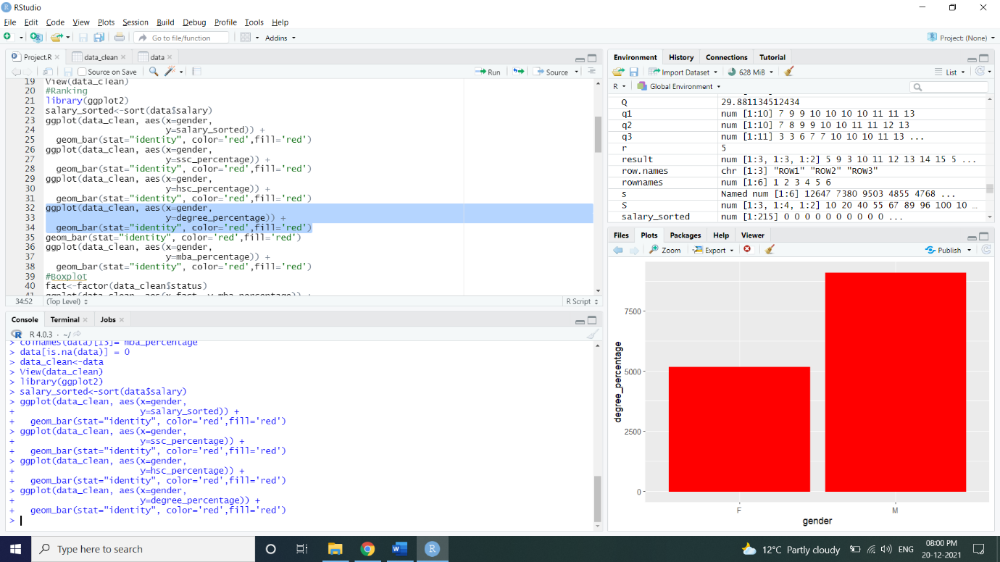 RStudio
File Edit Code View Plots Session Build Debug Profile Tools Help
Go to file/function Addins Project: (None)
Project.R data_clean data
Source on Save Run Source
19 View(data_clean)
20 #Ranking
21 library(ggplot2)
22 salary_sorted<-sort(data$salary)
23 ggplot(data_clean, aes(x=gender,
24 y=salary_sorted)) +
25 geom_bar(stat="identity", color='red',fill='red')
26 ggplot(data_clean, aes(x=gender,
27 y=ssc_percentage)) +
28 geom_bar(stat="identity", color='red',fill='red')
29 ggplot(data_clean, aes(x=gender,
30 y=hsc_percentage)) +
31 geom_bar(stat="identity", color='red',fill='red')
32 ggplot(data_clean, aes(x=gender,
33 y=degree_percentage)) +
34 geom_bar(stat="identity", color='red',fill='red')
35 geom_bar(stat="identity", color='red',fill='red')
36 ggplot(data_clean, aes(x=gender,
37 y=mba_percentage)) +
38 geom_bar(stat="identity", color='red',fill='red')
39 #Boxplot
40 fact<-factor(data_clean$status)
34:52 (Top Level) R Script
Console Terminal Jobs
R 4.0.3 · ~/
> colnames(data)[13]= mba_percentage
> data[is.na(data)] = 0
> data_clean<-data
> View(data_clean)
> library(ggplot2)
> salary_sorted<-sort(data$salary)
> ggplot(data_clean, aes(x=gender,
+ y=salary_sorted)) +
+ geom_bar(stat="identity", color='red',fill='red')
> ggplot(data_clean, aes(x=gender,
+ y=ssc_percentage)) +
+ geom_bar(stat="identity", color='red',fill='red')
> ggplot(data_clean, aes(x=gender,
+ y=hsc_percentage)) +
+ geom_bar(stat="identity", color='red',fill='red')
> ggplot(data_clean, aes(x=gender,
+ y=degree_percentage)) +
+ geom_bar(stat="identity", color='red',fill='red')
>
Environment History Connections Tutorial
Import Dataset 628 MiB List
R Global Environment
Q 29.881134512434
q1 num [1:10] 7 9 9 10 10 10 10 11 11 13
q2 num [1:10] 7 8 9 9 10 10 11 11 12 13
q3 num [1:11] 3 3 6 7 7 10 10 10 11 13 ...
r 5
result num [1:3, 1:3, 1:2] 5 9 3 10 11 12 13 14 15 5 ...
row.names chr [1:3] "ROW1" "ROW2" "ROW3"
rownames num [1:6] 1 2 3 4 5 6
s Named num [1:6] 12647 7380 9503 4855 4768 ...
S num [1:3, 1:4, 1:2] 10 20 40 55 67 89 96 100 10 ...
salary_sorted num [1:215] 0 0 0 0 0 0 0 0 0 0 ...
Files Plots Packages Help Viewer
Zoom Export Publish
7500
5000
2500
0
degree_percentage
F M
gender
Type here to search
12°C Partly cloudy ENG
08:00 PM
20-12-2021